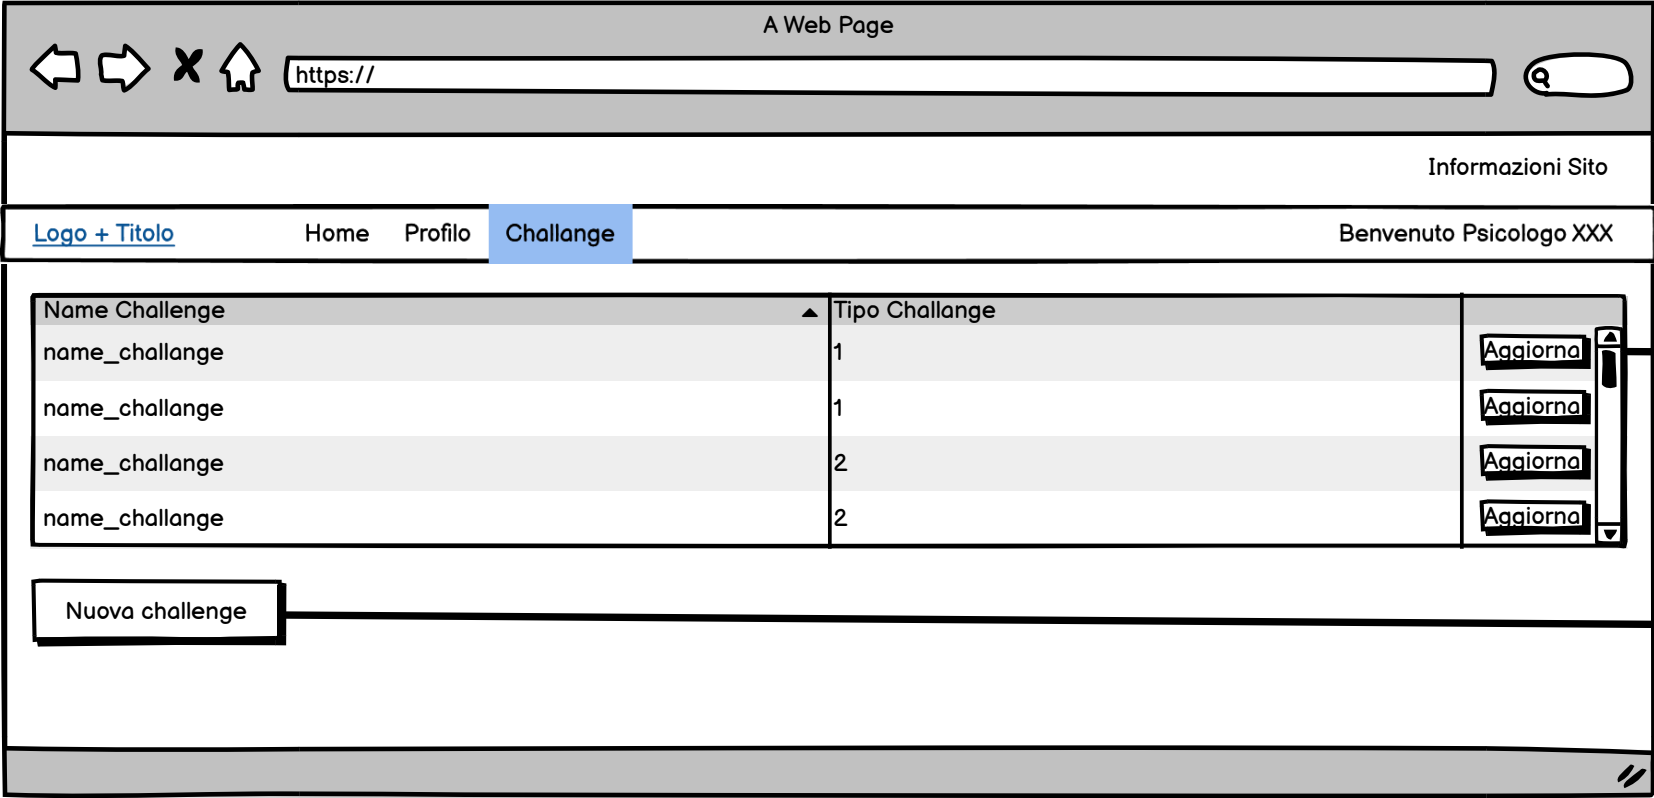 A Web Page
https://
Informazioni Sito
Logo + Titolo Home Profilo Challange Benvenuto Psicologo XXX
Name Challenge Tipo Challange
name_challange 1 Aggiorna
name_challange 1 Aggiorna
name_challange 2 Aggiorna
name_challange 2 Aggiorna
Nuova challenge